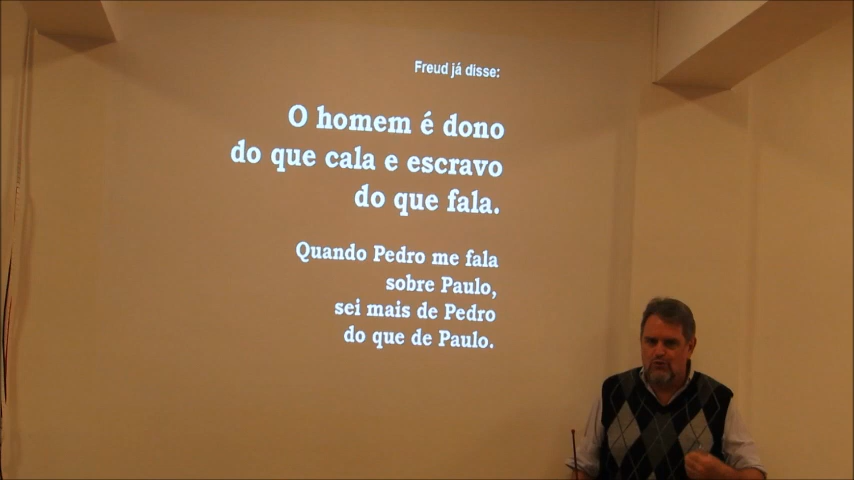 Freud já disse:
O homem é dono
do que cala e escravo
do que fala.
Quando Pedro me fala
sobre Paulo,
sei mais de Pedro
do que de Paulo.